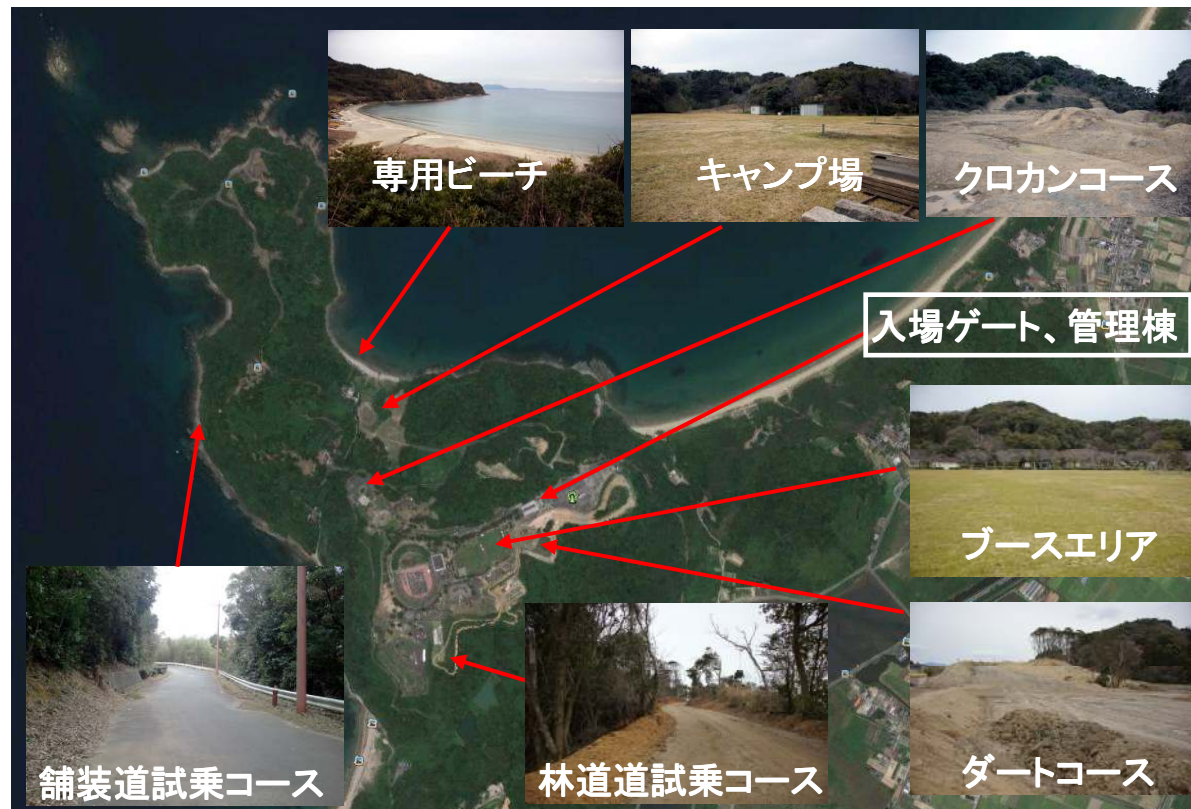 専用ビーチ
キャンプ場
クロカンコース
入場ゲート、管理棟
ブースエリア
舗装道試乗コース
林道道試乗コース
ダートコース